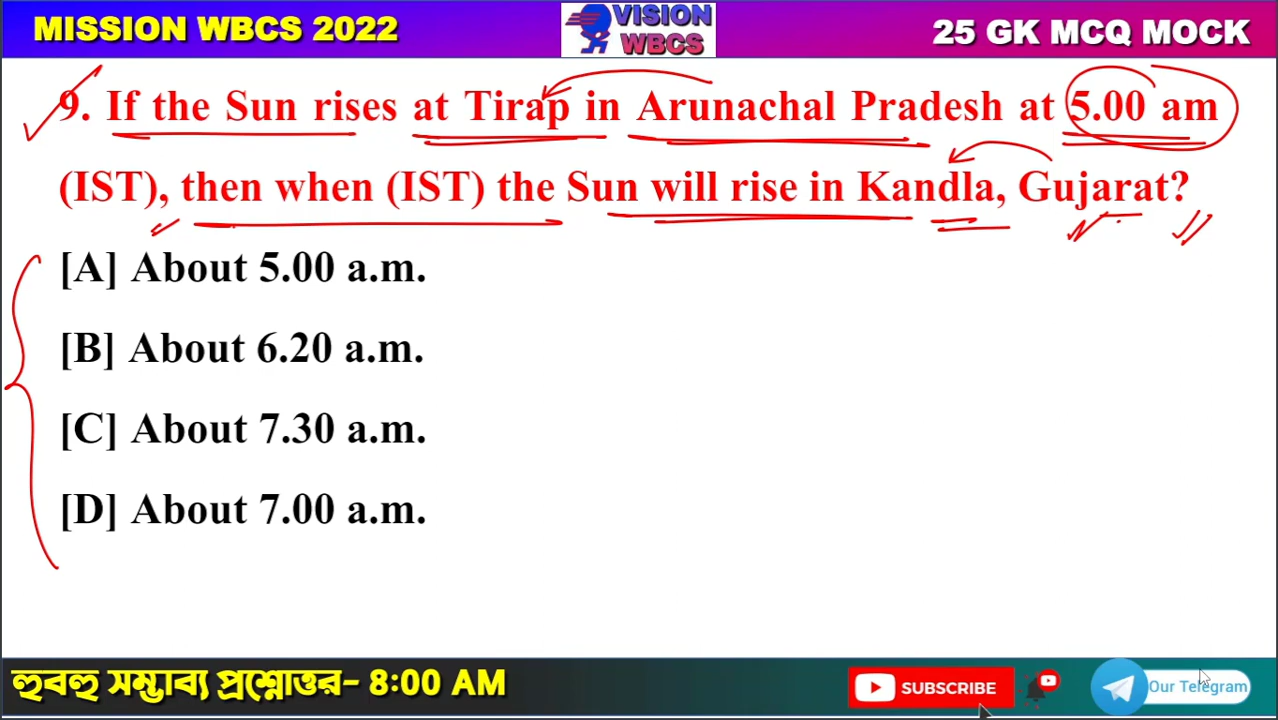 MISSION WBCS 2022
VISION
WBCS
25 GK MCQ MOCK
9. If the Sun rises at Tirap in Arunachal Pradesh at 5.00 am
(IST), then when (IST) the Sun will rise in Kandla, Gujarat?
[A] About 5.00 a.m.
[B] About 6.20 a.m.
[C] About 7.30 a.m.
[D] About 7.00 a.m.
হুবহু সম্ভাব্য প্রশ্নোত্তর- 8:00 AM
SUBSCRIBE
Our Telegram